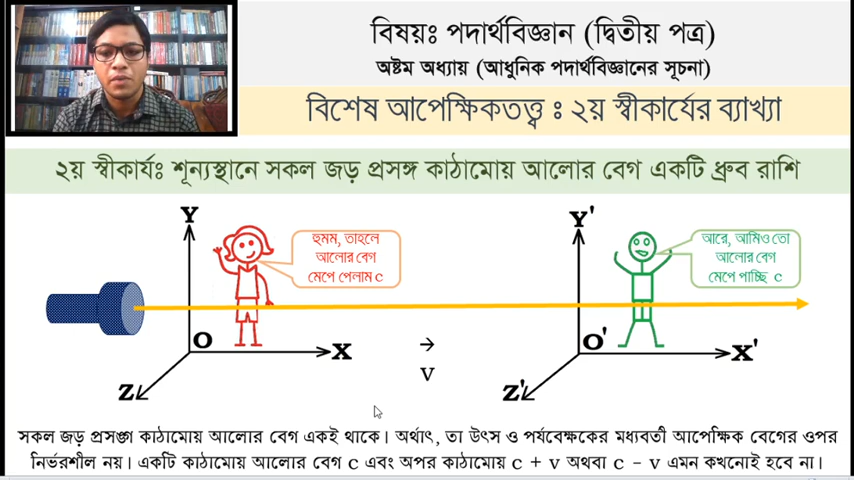 বিষয়ঃ পদার্থবিজ্ঞান (দ্বিতীয় পত্র)
অষ্টম অধ্যায় (আধুনিক পদার্থবিজ্ঞানের সূচনা)
বিশেষ আপেক্ষিকতত্ত্ব ঃ ২য় স্বীকার্যের ব্যাখ্যা
২য় স্বীকার্যঃ শূন্যস্থানে সকল জড় প্রসঙ্গ কাঠামোয় আলোর বেগ একটি ধ্রুব রাশি
Y
হুমম, তাহলে
আলোর বেগ
মেপে পেলাম c
O
X
Z
→
v
Y'
আরে, আমিও তো
আলোর বেগ
মেপে পাচ্ছি c
O'
X'
Z'
সকল জড় প্রসঙ্গ কাঠামোয় আলোর বেগ একই থাকে। অর্থাৎ, তা উৎস ও পর্যবেক্ষকের মধ্যবর্তী আপেক্ষিক বেগের ওপর
নির্ভরশীল নয়। একটি কাঠামোয় আলোর বেগ c এবং অপর কাঠামোয় c + v অথবা c - v এমন কখনোই হবে না।